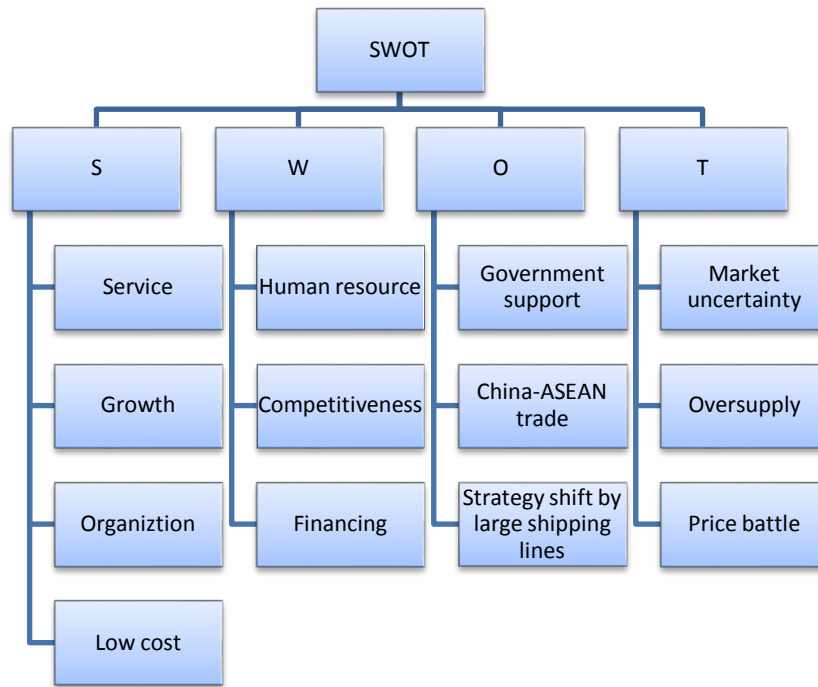 SWOT
S
W
O
T
Service
Growth
Organiztion
Low cost
Human resource
Competitiveness
Financing
Government
support
China-ASEAN
trade
Strategy shift by
large shipping
lines
Market
uncertainty
Oversupply
Price battle